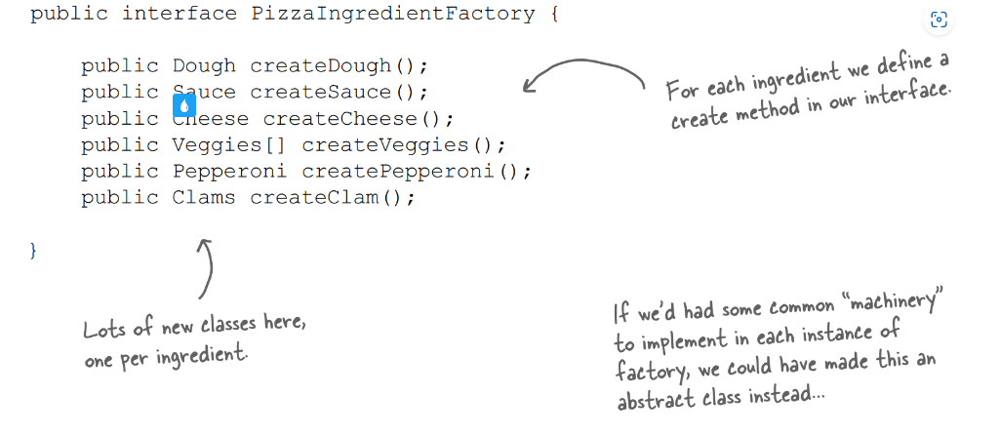 public interface PizzaIngredientFactory {
public Dough createDough();
public Sauce createSauce();
public Cheese createCheese();
public Veggies[] createVeggies();
public Pepperoni createPepperoni();
public Clams createClam();
}
For each ingredient we define a
create method in our interface.
Lots of new classes here,
one per ingredient.
If we'd had some common "machinery"
to implement in each instance of
factory, we could have made this an
abstract class instead...